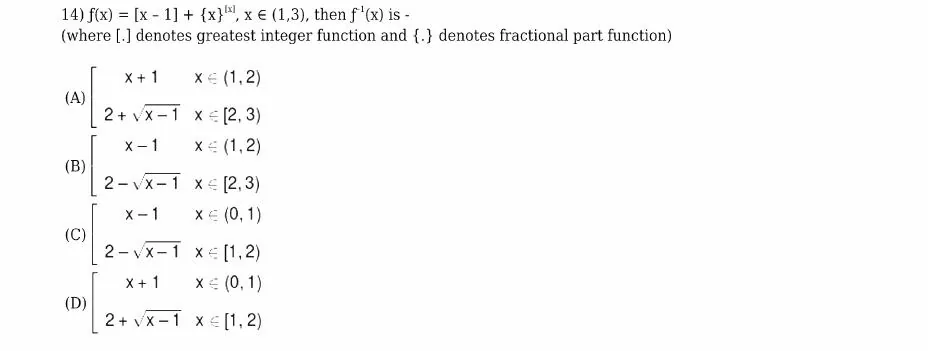 14) ƒ(x) = [x – 1] + {x}^[x], x ∈ (1,3), then ƒ⁻¹(x) is -
(where [.] denotes greatest integer function and {.} denotes fractional part function)
(A) [ x + 1 x ∈ (1, 2)
2 + √x – 1 x ∈ [2, 3)
(B) [ x – 1 x ∈ (1, 2)
2 – √x – 1 x ∈ [2, 3)
(C) [ x – 1 x ∈ (0, 1)
2 – √x – 1 x ∈ [1, 2)
(D) [ x + 1 x ∈ (0, 1)
2 + √x – 1 x ∈ [1, 2)